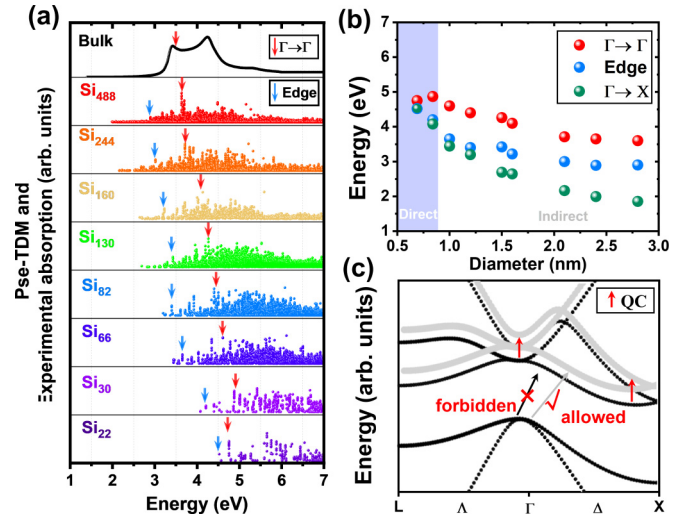 (a)
Bulk
Γ→Γ
Edge
Si488
Si244
Si160
Si130
Si82
Si66
Si30
Si22
Pse-TDM and
Experimental absorption (arb. units)
1 2 3 4 5 6 7
Energy (eV)
(b)
7
6
5
4
3
2
1
Energy (eV)
Γ→Γ
Edge
Γ→X
Direct
Indirect
0.5 1.0 1.5 2.0 2.5 3.0
Diameter (nm)
(c)
QC
forbidden
allowed
Energy (arb. units)
L Λ Γ Δ X